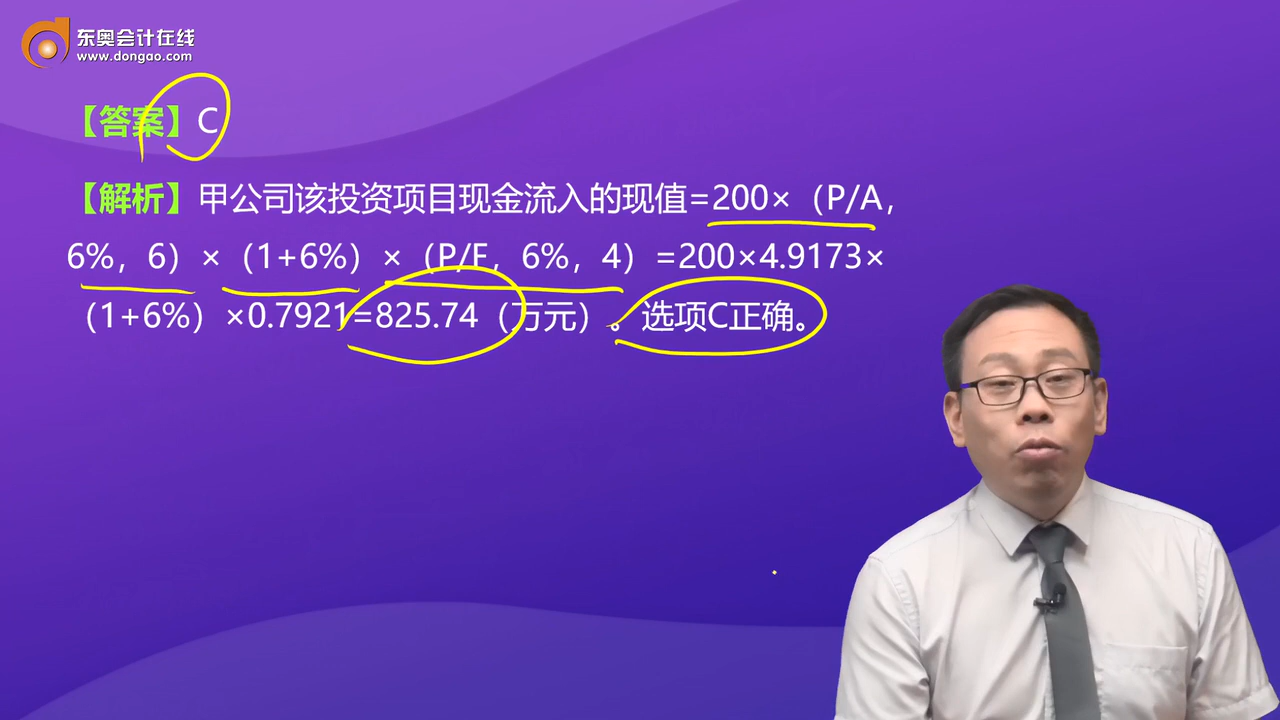 东奥会计在线
www.dongao.com
【答案】C
【解析】甲公司该投资项目现金流入的现值=200×（P/A，
6%，6）×（1+6%）×（P/F，6%，4）=200×4.9173×
（1+6%）×0.7921=825.74（万元）。选项C正确。